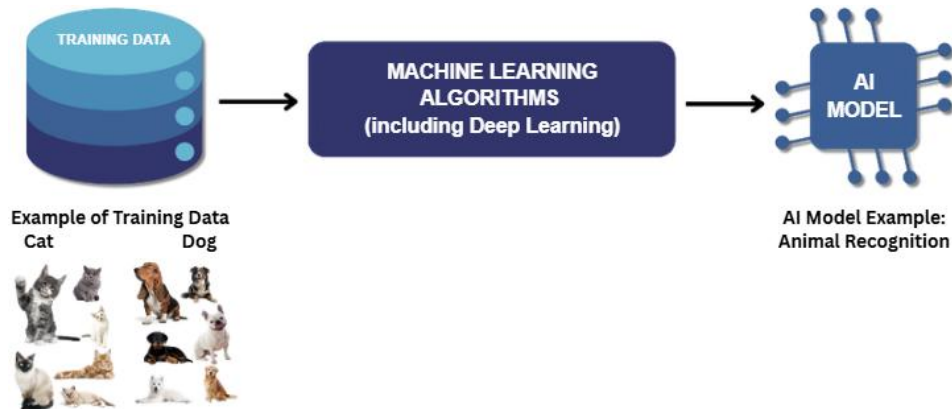 TRAINING DATA
MACHINE LEARNING
ALGORITHMS
(including Deep Learning)
AI
MODEL
Example of Training Data
Cat Dog
AI Model Example:
Animal Recognition